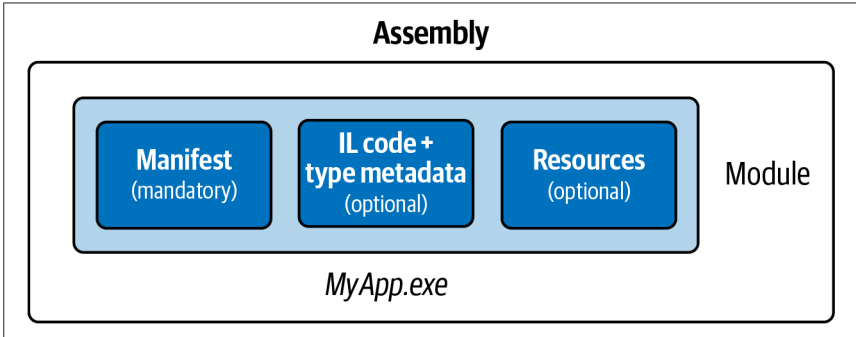 Assembly
Manifest
(mandatory)
IL code +
type metadata
(optional)
Resources
(optional)
Module
MyApp.exe